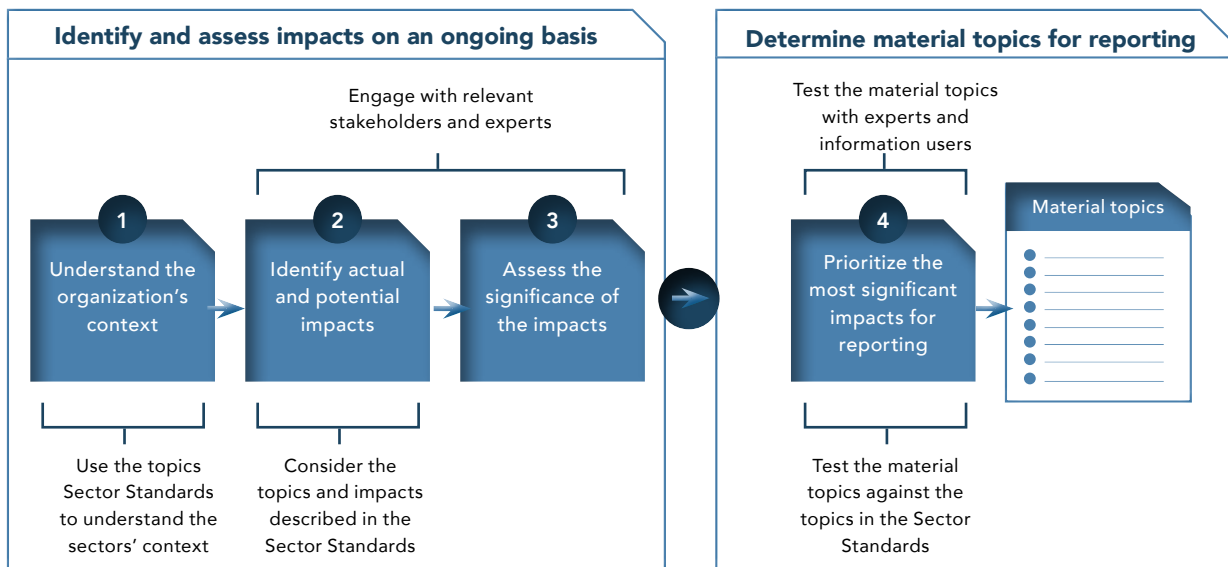 Identify and assess impacts on an ongoing basis
Engage with relevant
stakeholders and experts
1
Understand the
organization's
context
2
Identify actual
and potential
impacts
3
Assess the
significance of
the impacts
Use the topics
Sector Standards
to understand the
sectors' context
Consider the
topics and impacts
described in the
Sector Standards
Determine material topics for reporting
Test the material topics
with experts and
information users
4
Prioritize the
most significant
impacts for
reporting
Material topics
Test the material
topics against the
topics in the Sector
Standards